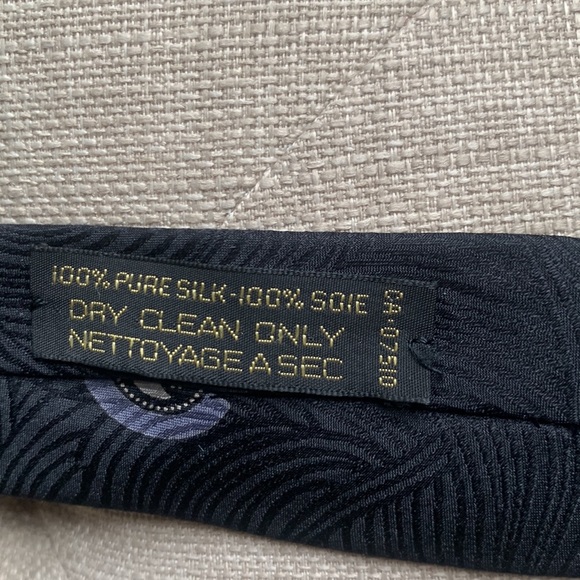 100% PURE SILK-100% SOIE
DRY CLEAN ONLY
NETTOYAGE A SEC
CA 07510